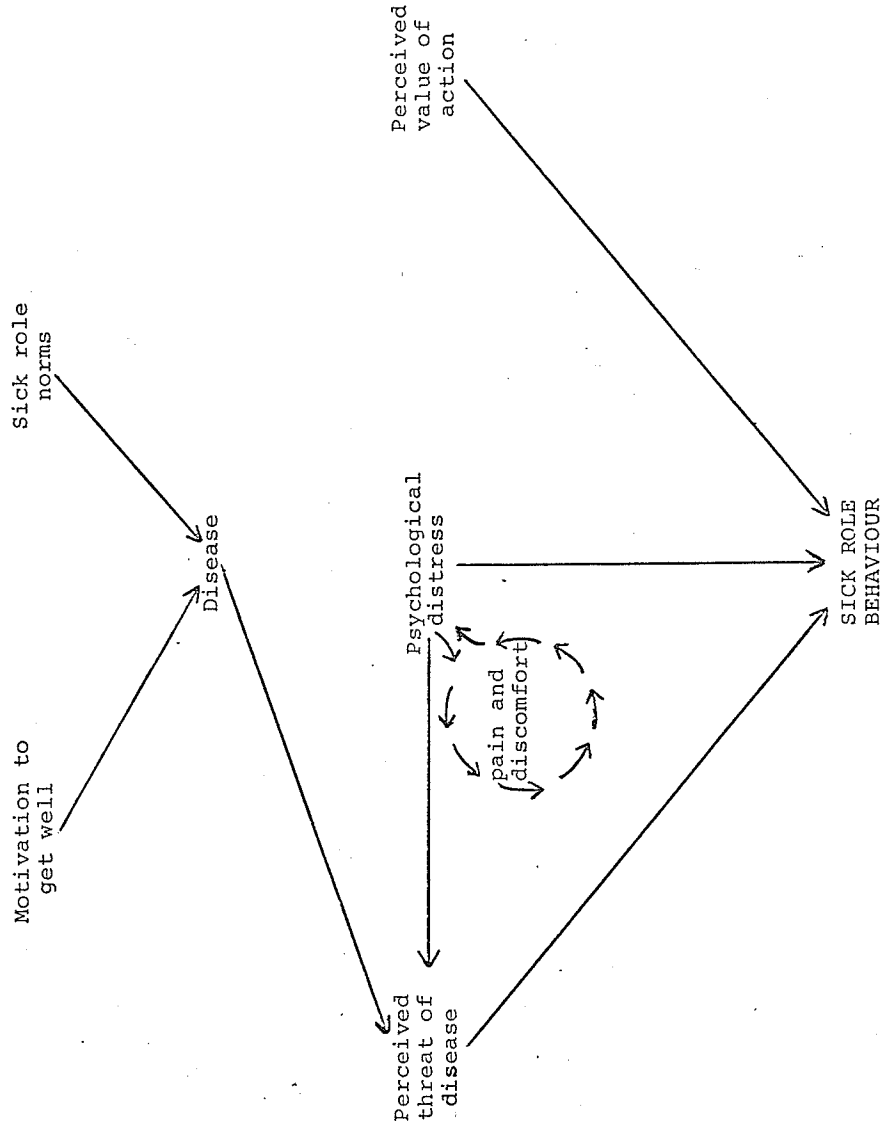 Motivation to
get well
Sick role
norms
Disease
Perceived
threat of
disease
Psychological
distress
pain and
discomfort
Perceived
value of
action
SICK ROLE
BEHAVIOUR